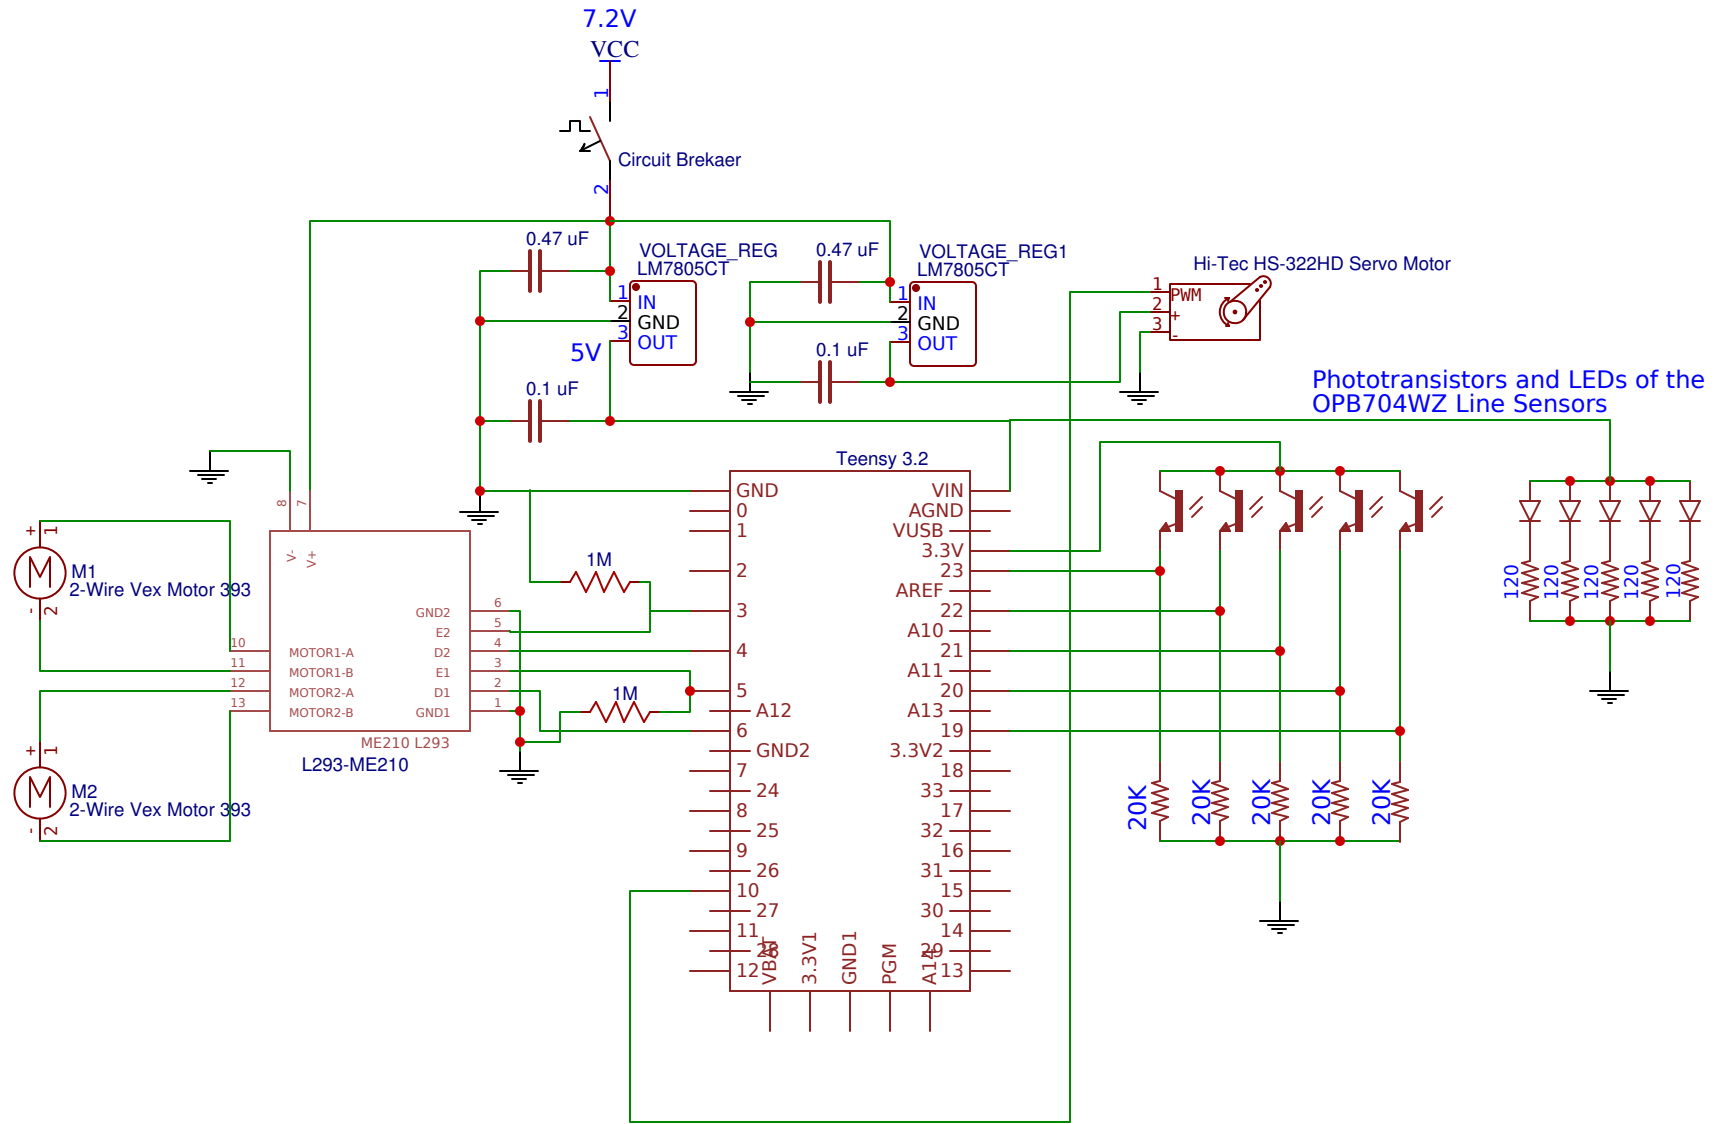 7.2V
VCC
1
Circuit Brekaer
2
0.47 uF
VOLTAGE_REG
LM7805CT
1
IN
2
GND
3
OUT
5V
0.1 uF
0.47 uF
VOLTAGE_REG1
LM7805CT
1
IN
2
GND
3
OUT
0.1 uF
Hi-Tec HS-322HD Servo Motor
1
PWM
2
+
3
-
Phototransistors and LEDs of the
OPB704WZ Line Sensors
120
120
120
120
120
20K
20K
20K
20K
20K
+
1
M
M1
2-Wire Vex Motor 393
-
2
+
1
M
M2
2-Wire Vex Motor 393
-
2
8
7
V-
V+
10
MOTOR1-A
11
MOTOR1-B
12
MOTOR2-A
13
MOTOR2-B
GND2
6
E2
5
D2
4
E1
3
D1
2
GND1
1
ME210 L293
L293-ME210
1M
1M
Teensy 3.2
GND
0
1
2
3
4
5
A12
6
GND2
7
24
8
25
9
26
10
27
11
28
12
VIN
AGND
VUSB
3.3V
23
AREF
22
A10
21
A11
20
A13
19
3.3V2
18
33
17
32
16
31
15
30
14
29
13
VBAT
3.3V1
GND1
PGM
A14